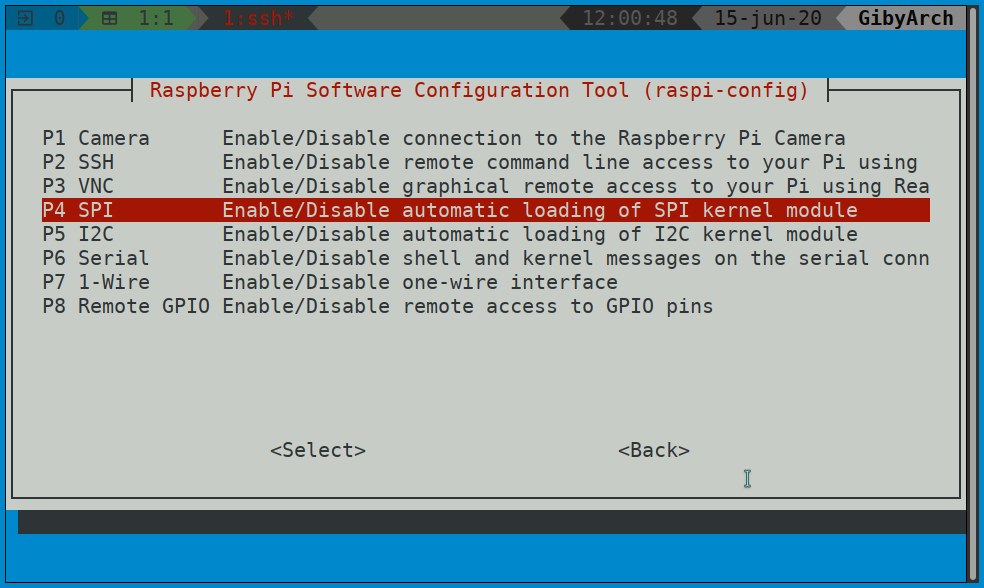 0 1:1 1:ssh* 12:00:48 15-jun-20 GibyArch
Raspberry Pi Software Configuration Tool (raspi-config)
P1 Camera Enable/Disable connection to the Raspberry Pi Camera
P2 SSH Enable/Disable remote command line access to your Pi using
P3 VNC Enable/Disable graphical remote access to your Pi using Rea
P4 SPI Enable/Disable automatic loading of SPI kernel module
P5 I2C Enable/Disable automatic loading of I2C kernel module
P6 Serial Enable/Disable shell and kernel messages on the serial conn
P7 1-Wire Enable/Disable one-wire interface
P8 Remote GPIO Enable/Disable remote access to GPIO pins
<Select> <Back>